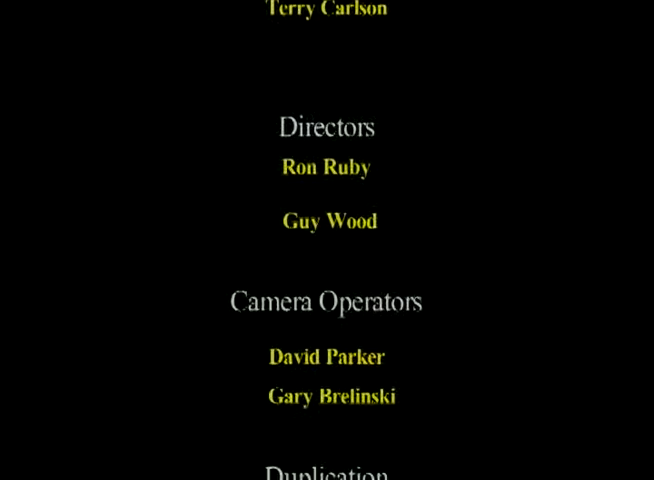 Terry Carlson
Directors
Ron Ruby
Guy Wood
Camera Operators
David Parker
Gary Brelinski
Duplication